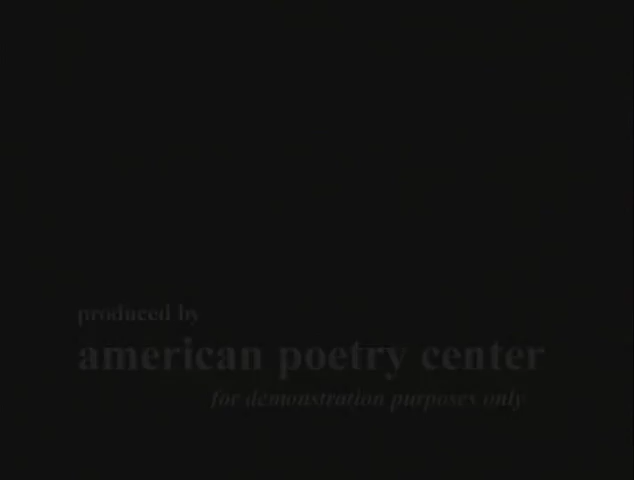 produced by
american poetry center
for demonstration purposes only